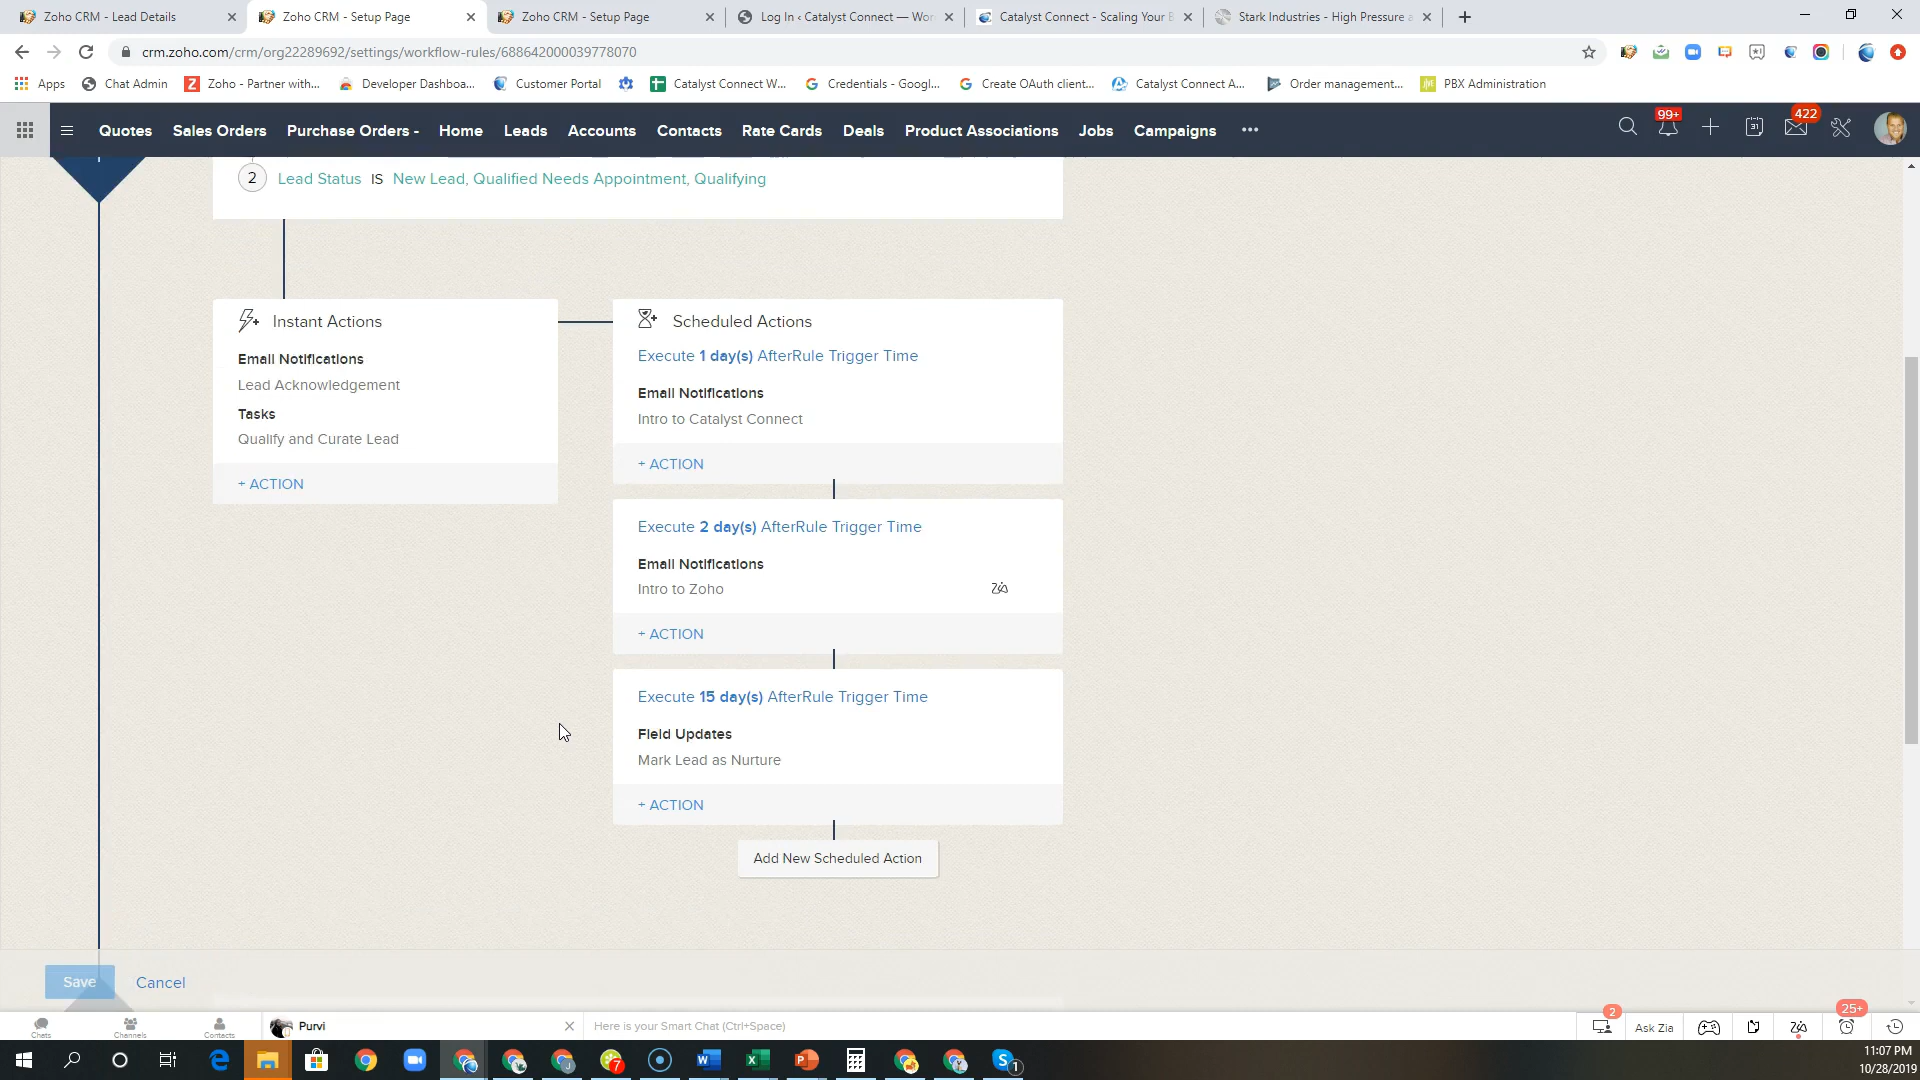 Zoho CRM - Lead Details
Zoho CRM - Setup Page
Zoho CRM - Setup Page
Log In ‹ Catalyst Connect — Wor
Catalyst Connect - Scaling Your B
Stark Industries - High Pressure a
crm.zoho.com/crm/org22289692/settings/workflow-rules/688642000039778070
Apps
Chat Admin
Zoho - Partner with...
Developer Dashboa...
Customer Portal
Catalyst Connect W...
Credentials - Googl...
Create OAuth client...
Catalyst Connect A...
Order management...
PBX Administration
Quotes
Sales Orders
Purchase Orders -
Home
Leads
Accounts
Contacts
Rate Cards
Deals
Product Associations
Jobs
Campaigns
99+
31
422
2 Lead Status IS New Lead, Qualified Needs Appointment, Qualifying
Instant Actions
Email Notifications
Lead Acknowledgement
Tasks
Qualify and Curate Lead
+ ACTION
Scheduled Actions
Execute 1 day(s) AfterRule Trigger Time
Email Notifications
Intro to Catalyst Connect
+ ACTION
Execute 2 day(s) AfterRule Trigger Time
Email Notifications
Intro to Zoho
+ ACTION
Execute 15 day(s) AfterRule Trigger Time
Field Updates
Mark Lead as Nurture
+ ACTION
Add New Scheduled Action
Save
Cancel
Chats
Channels
Contacts
Purvi
Here is your Smart Chat (Ctrl+Space)
2
Ask Zia
25+
7
1
11:07 PM
10/28/2019